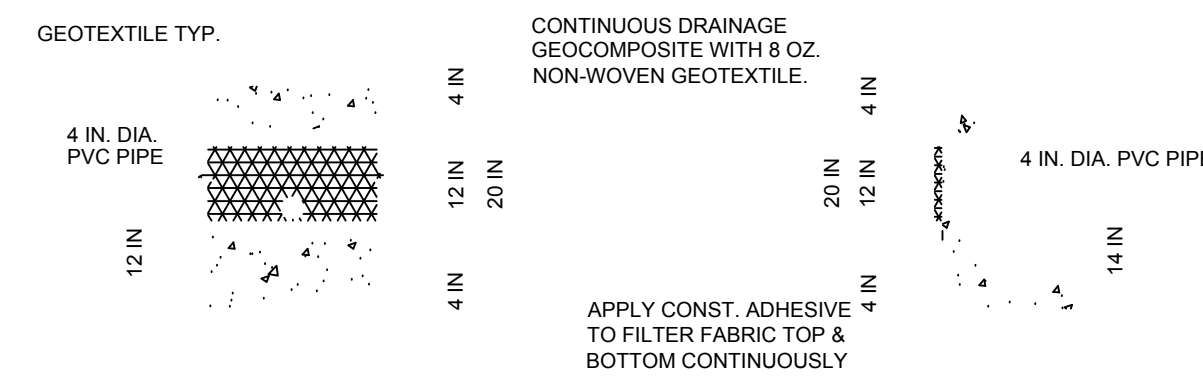 GEOTEXTILE TYP.
4 IN. DIA.
PVC PIPE
12 IN
4 IN
12 IN
20 IN
4 IN
CONTINUOUS DRAINAGE
GEOCOMPOSITE WITH 8 OZ.
NON-WOVEN GEOTEXTILE.
4 IN
20 IN
12 IN
4 IN
APPLY CONST. ADHESIVE
TO FILTER FABRIC TOP &
BOTTOM CONTINUOUSLY
4 IN. DIA. PVC PIPE
14 IN